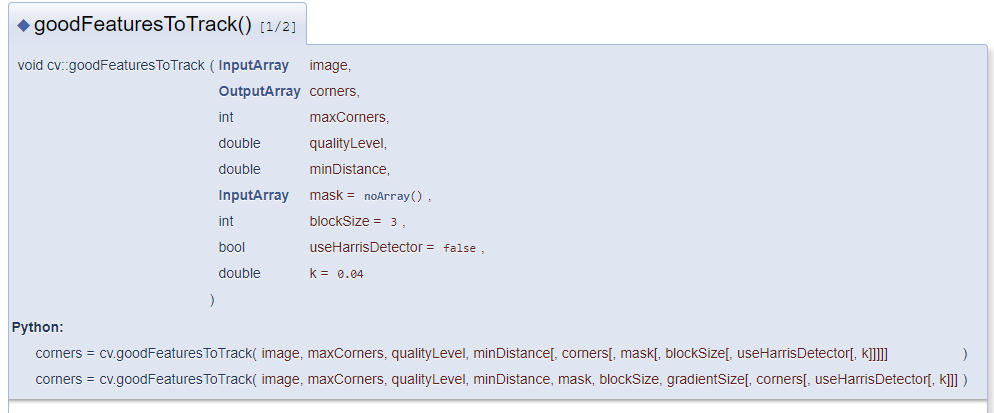 ◆ goodFeaturesToTrack() [1/2]
void cv::goodFeaturesToTrack ( InputArray image,
OutputArray corners,
int maxCorners,
double qualityLevel,
double minDistance,
InputArray mask = noArray() ,
int blockSize = 3 ,
bool useHarrisDetector = false ,
double k = 0.04
)
Python:
corners = cv.goodFeaturesToTrack( image, maxCorners, qualityLevel, minDistance[, corners[, mask[, blockSize[, useHarrisDetector[, k]]]]] )
corners = cv.goodFeaturesToTrack( image, maxCorners, qualityLevel, minDistance, mask, blockSize, gradientSize[, corners[, useHarrisDetector[, k]]] )